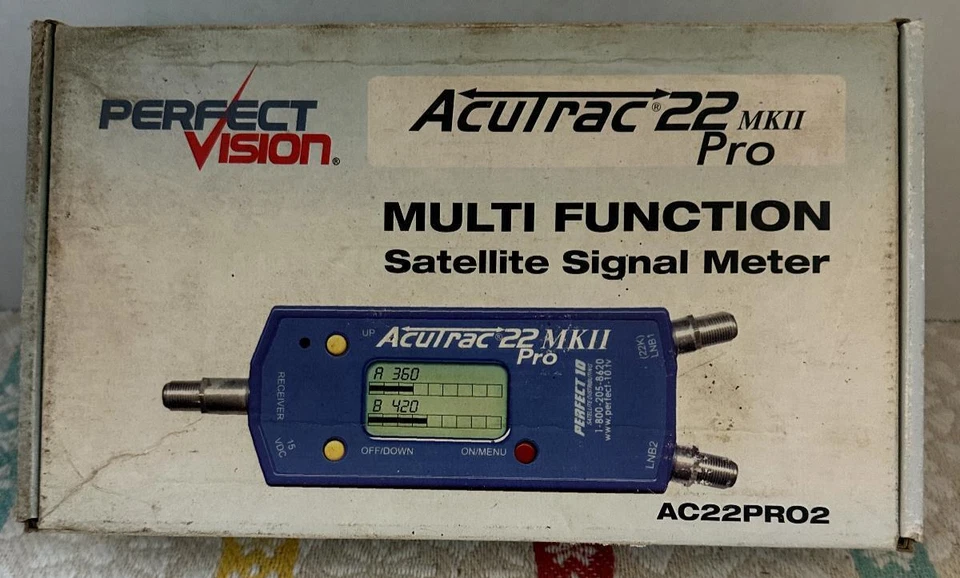 PERFECT
VISION®
AcuTrac® 22 MKII
Pro
MULTI FUNCTION
Satellite Signal Meter
UP
AcuTrac® 22 MKII
Pro
A 360
B 420
RECEIVER
15
VDC
OFF/DOWN
ON/MENU
PERFECT 10
1-800-205-8620
www.perfect-10.tv
(22K)
LNB1
LNB2
AC22PRO2